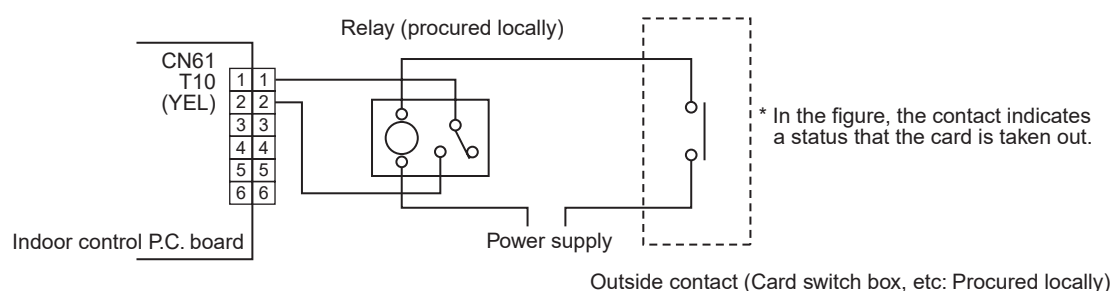 Relay (procured locally)
CN61
T10
(YEL)
1 1
2 2
3 3
4 4
5 5
6 6
* In the figure, the contact indicates
a status that the card is taken out.
Indoor control P.C. board
Power supply
Outside contact (Card switch box, etc: Procured locally)